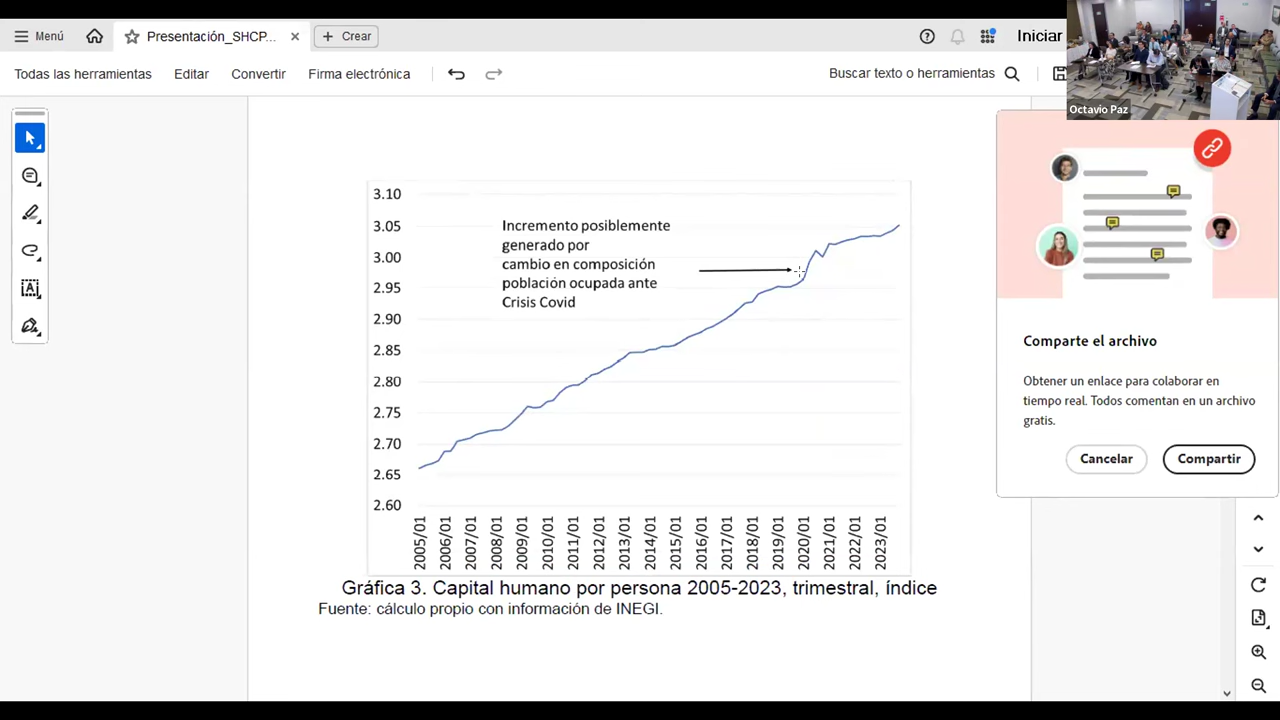 Menú
Presentación_SHCP...
Crear
Iniciar
Todas las herramientas
Editar
Convertir
Firma electrónica
Buscar texto o herramientas
Octavio Paz
3.10
3.05
3.00
2.95
2.90
2.85
2.80
2.75
2.70
2.65
2.60
Incremento posiblemente
generado por
cambio en composición
población ocupada ante
Crisis Covid
2005/01
2006/01
2007/01
2008/01
2009/01
2010/01
2011/01
2012/01
2013/01
2014/01
2015/01
2016/01
2017/01
2018/01
2019/01
2020/01
2021/01
2022/01
2023/01
Gráfica 3. Capital humano por persona 2005-2023, trimestral, índice
Fuente: cálculo propio con información de INEGI.
Comparte el archivo
Obtener un enlace para colaborar en
tiempo real. Todos comentan en un archivo
gratis.
Cancelar
Compartir